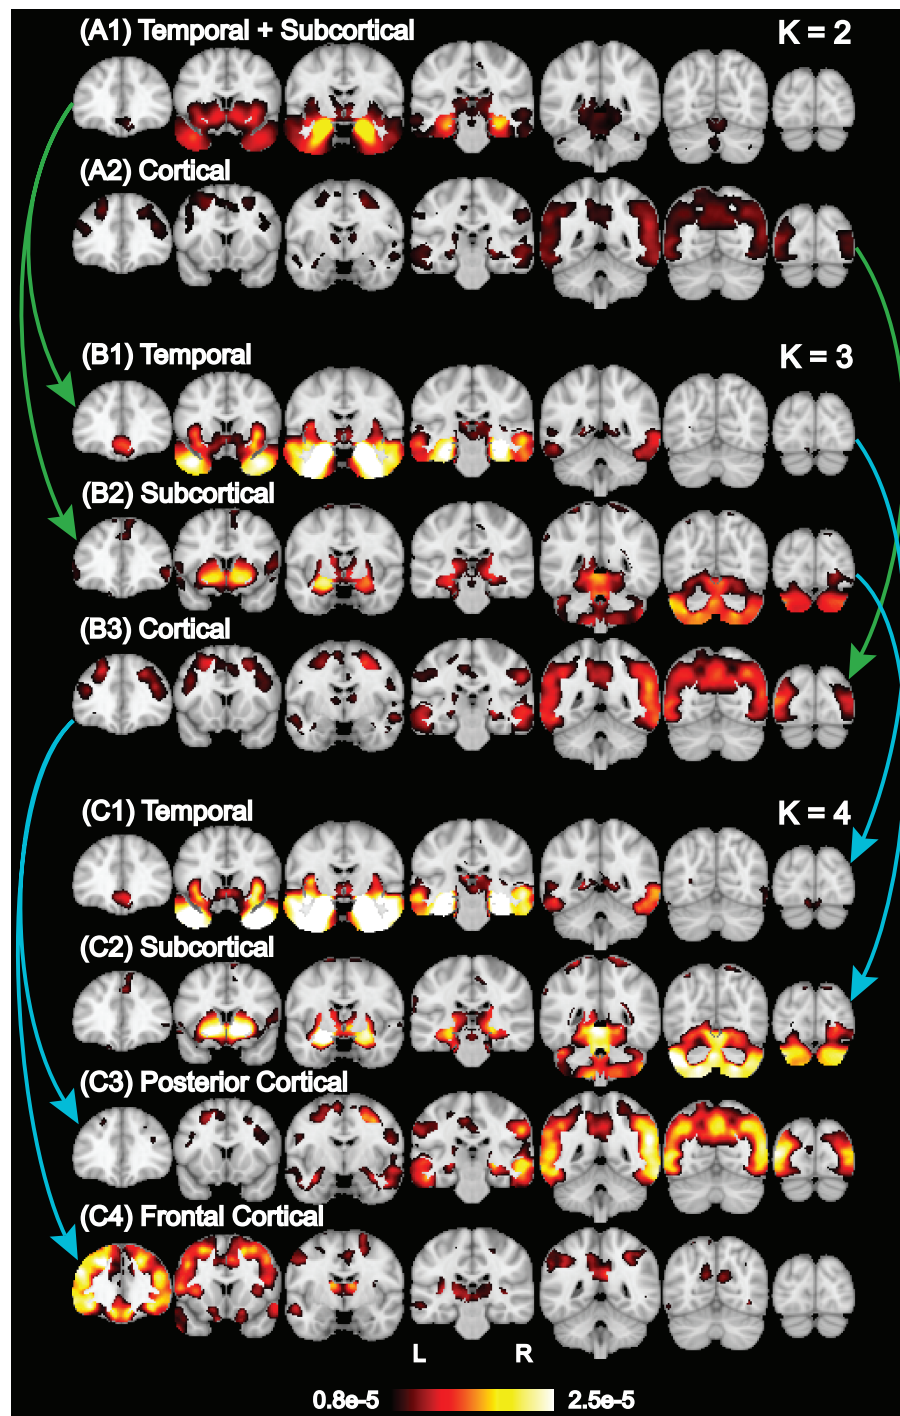 (A1) Temporal + Subcortical K = 2
(A2) Cortical
(B1) Temporal K = 3
(B2) Subcortical
(B3) Cortical
(C1) Temporal K = 4
(C2) Subcortical
(C3) Posterior Cortical
(C4) Frontal Cortical
L R
0.8e-5 2.5e-5